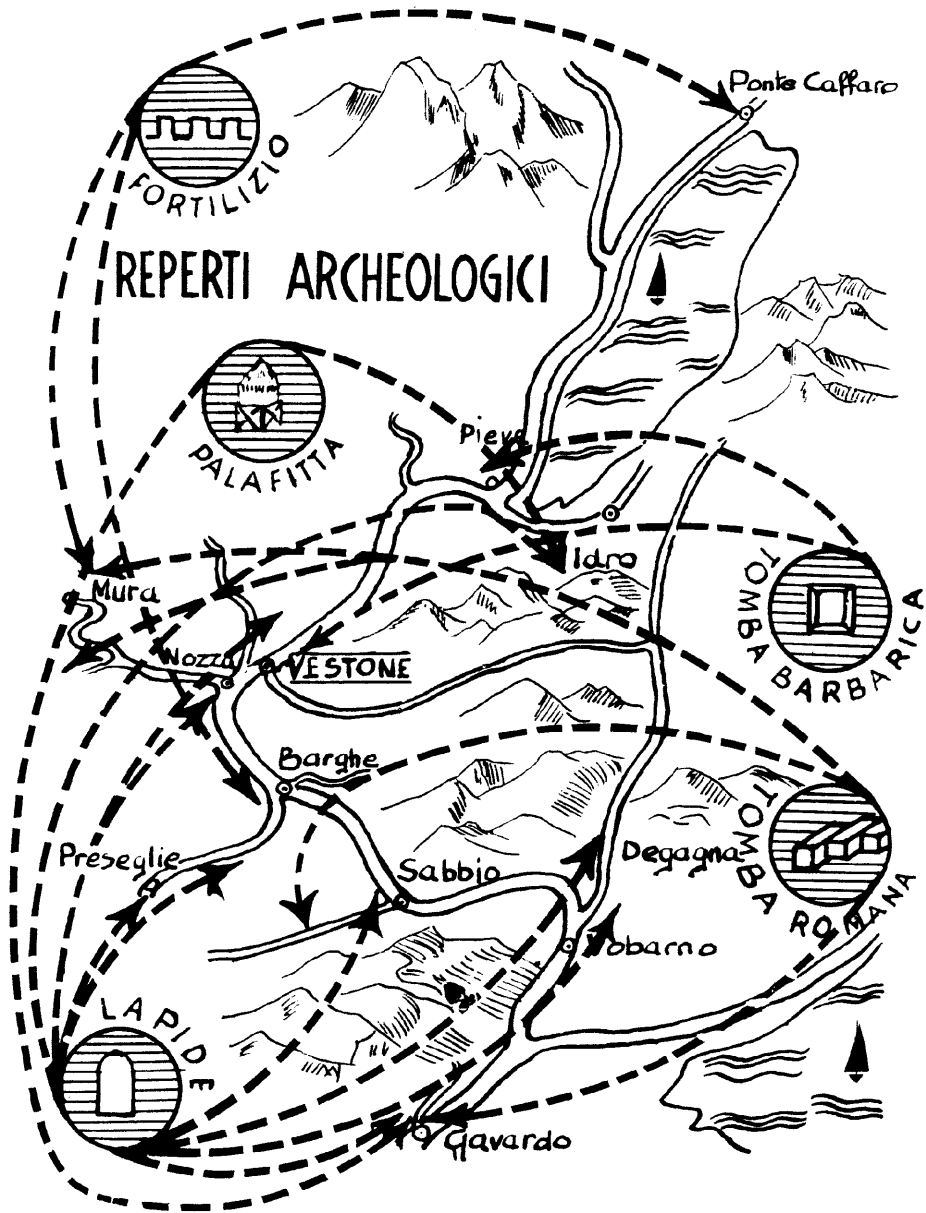 Ponte Caffaro
FORTILIZIO
REPERTI ARCHEOLOGICI
PALAFITTA
Pieve
Idro
TOMBA BARBARICA
Mura
Nozza
VESTONE
Barghe
TOMBA ROMANA
Preseglie
Sabbio
Degagna
Vobarno
LAPIDE
Gavardo